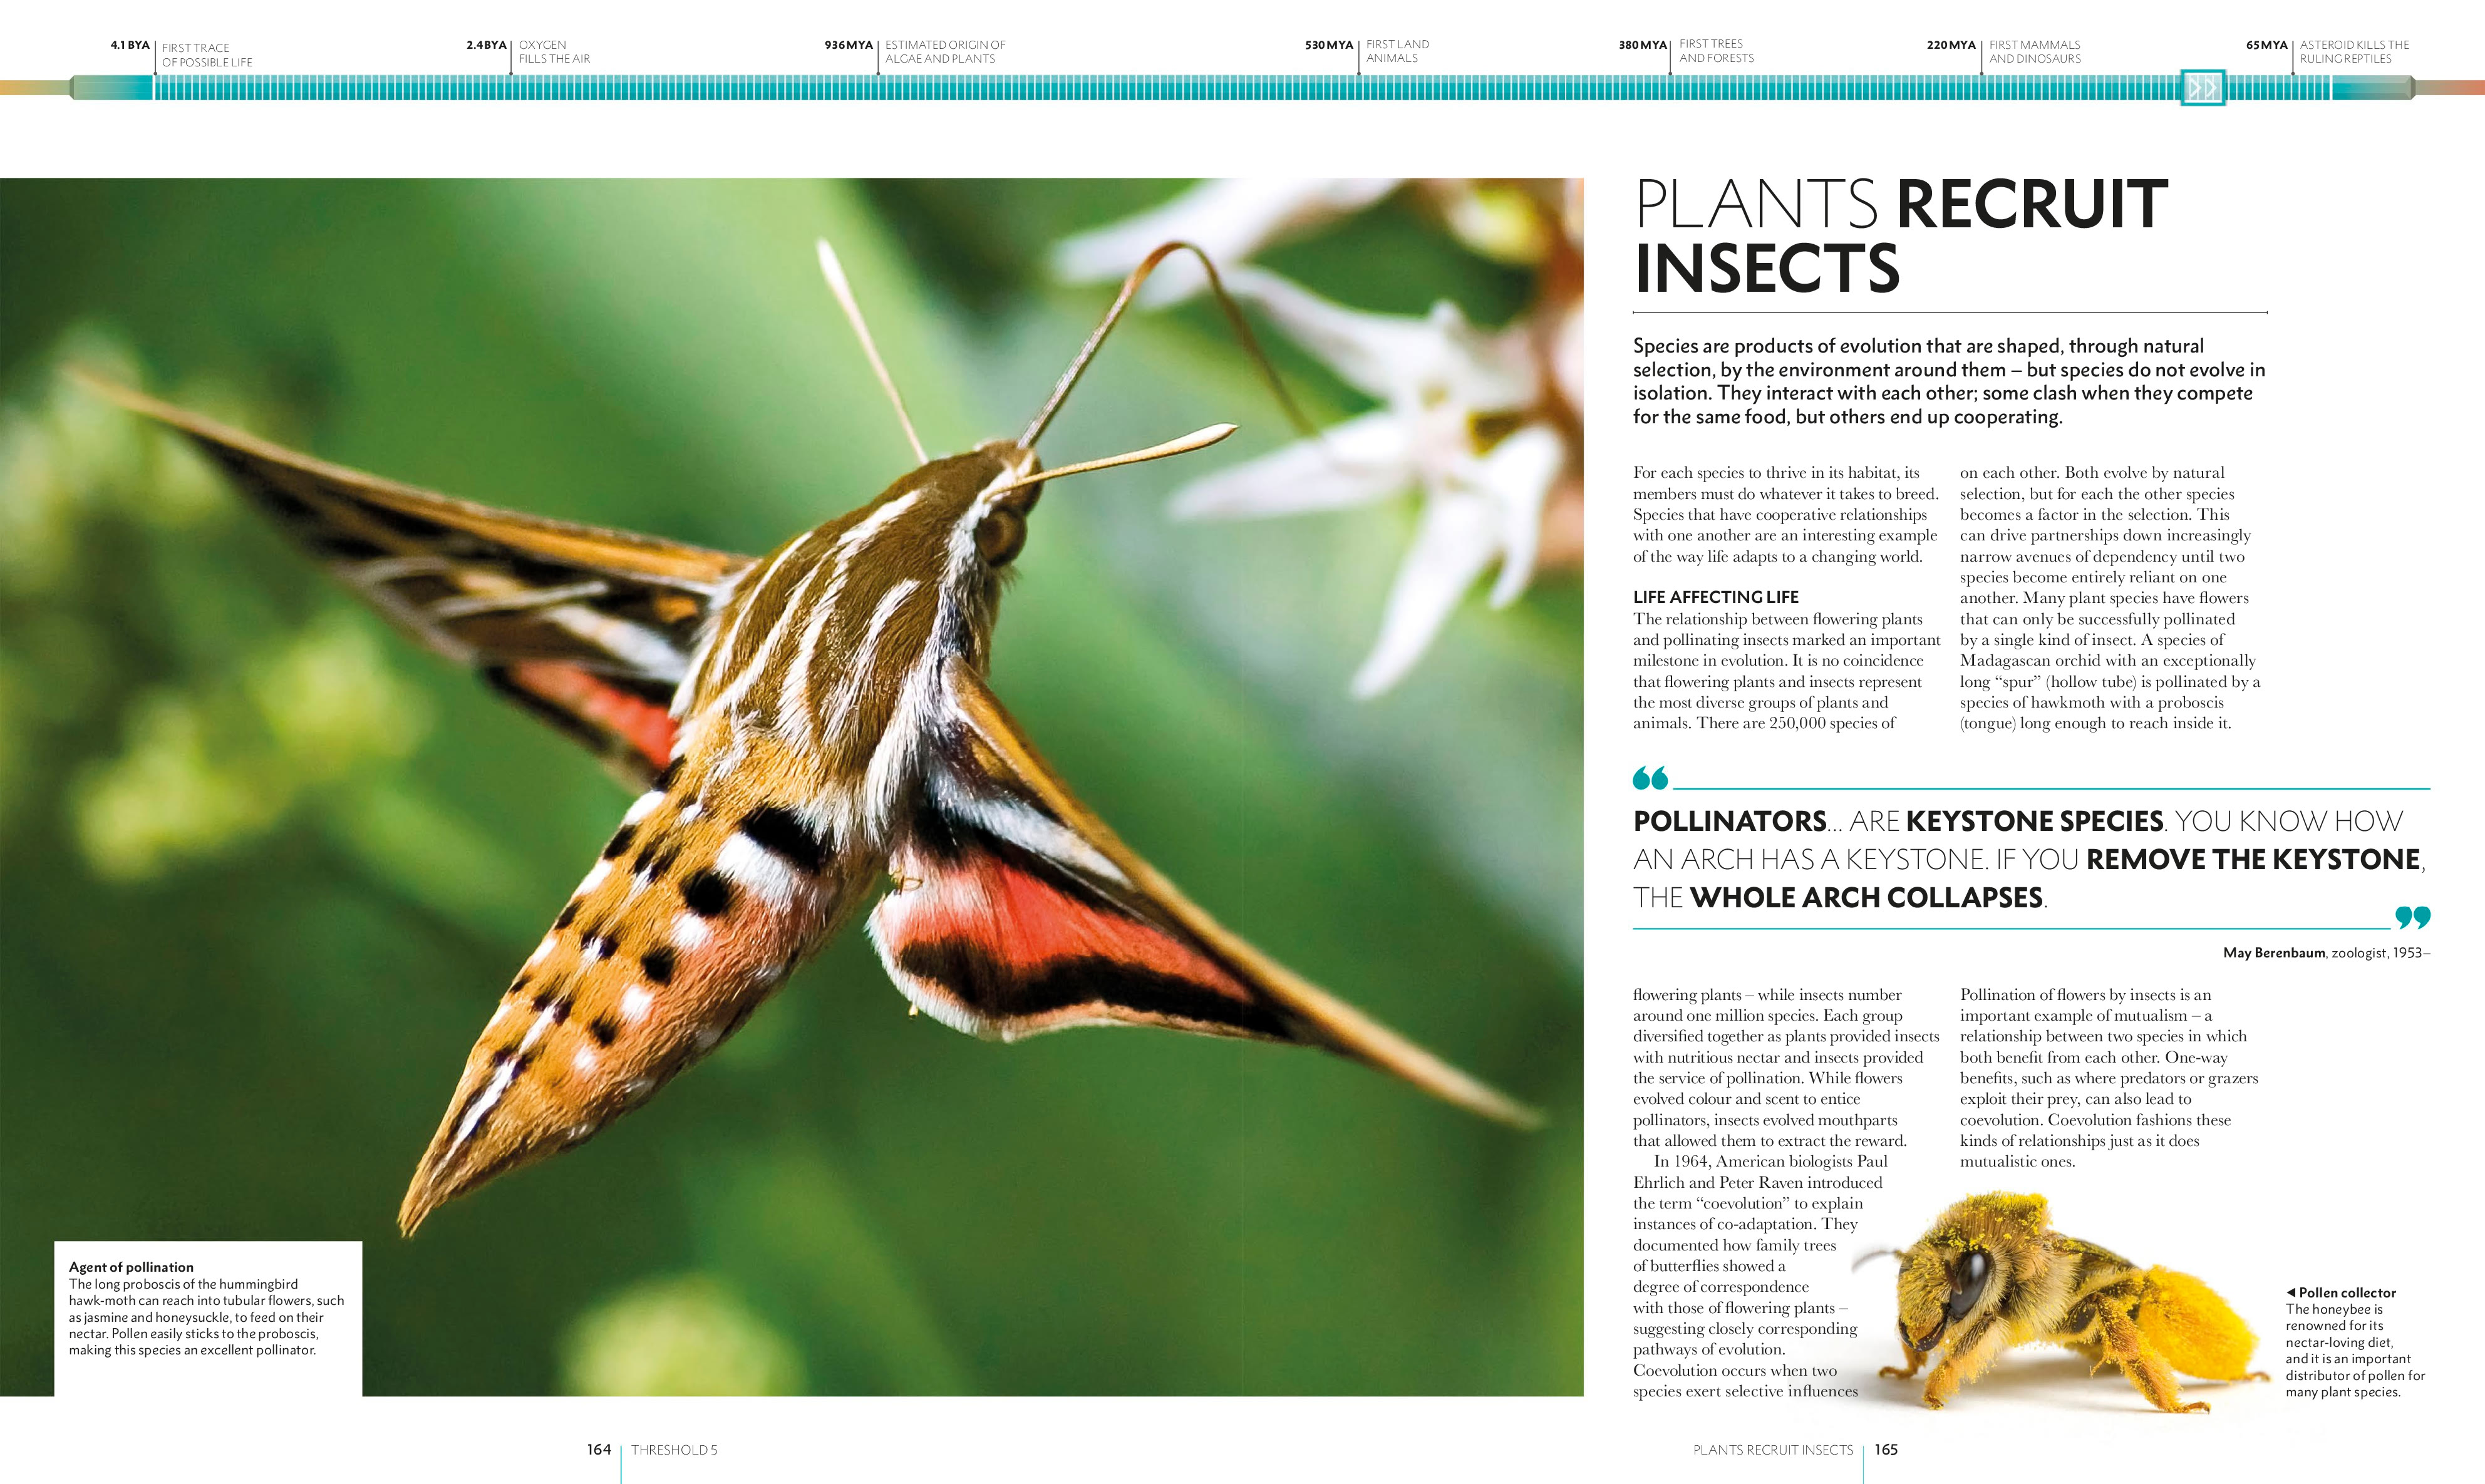 4.1 BYA
FIRST TRACE
OF POSSIBLE LIFE
2.4 BYA
OXYGEN
FILLS THE AIR
936 MYA
ESTIMATED ORIGIN OF
ALGAE AND PLANTS
530 MYA
FIRST LAND
ANIMALS
380 MYA
FIRST TREES
AND FORESTS
220 MYA
FIRST MAMMALS
AND DINOSAURS
65 MYA
ASTEROID KILLS THE
RULING REPTILES
Agent of pollination
The long proboscis of the hummingbird
hawk-moth can reach into tubular flowers, such
as jasmine and honeysuckle, to feed on their
nectar. Pollen easily sticks to the proboscis,
making this species an excellent pollinator.
164
THRESHOLD 5
PLANTS RECRUIT
INSECTS
Species are products of evolution that are shaped, through natural
selection, by the environment around them – but species do not evolve in
isolation. They interact with each other; some clash when they compete
for the same food, but others end up cooperating.
For each species to thrive in its habitat, its
members must do whatever it takes to breed.
Species that have cooperative relationships
with one another are an interesting example
of the way life adapts to a changing world.
LIFE AFFECTING LIFE
The relationship between flowering plants
and pollinating insects marked an important
milestone in evolution. It is no coincidence
that flowering plants and insects represent
the most diverse groups of plants and
animals. There are 250,000 species of
flowering plants – while insects number
around one million species. Each group
diversified together as plants provided insects
with nutritious nectar and insects provided
the service of pollination. While flowers
evolved colour and scent to entice
pollinators, insects evolved mouthparts
that allowed them to extract the reward.
In 1964, American biologists Paul
Ehrlich and Peter Raven introduced
the term “coevolution” to explain
instances of co-adaptation. They
documented how family trees
of butterflies showed a
degree of correspondence
with those of flowering plants –
suggesting closely corresponding
pathways of evolution.
Coevolution occurs when two
species exert selective influences
on each other. Both evolve by natural
selection, but for each the other species
becomes a factor in the selection. This
can drive partnerships down increasingly
narrow avenues of dependency until two
species become entirely reliant on one
another. Many plant species have flowers
that can only be successfully pollinated
by a single kind of insect. A species of
Madagascan orchid with an exceptionally
long “spur” (hollow tube) is pollinated by a
species of hawkmoth with a proboscis
(tongue) long enough to reach inside it.
Pollination of flowers by insects is an
important example of mutualism – a
relationship between two species in which
both benefit from each other. One-way
benefits, such as where predators or grazers
exploit their prey, can also lead to
coevolution. Coevolution fashions these
kinds of relationships just as it does
mutualistic ones.
“
POLLINATORS... ARE KEYSTONE SPECIES. YOU KNOW HOW
AN ARCH HAS A KEYSTONE. IF YOU REMOVE THE KEYSTONE,
THE WHOLE ARCH COLLAPSES.
”
May Berenbaum, zoologist, 1953–
◀ Pollen collector
The honeybee is
renowned for its
nectar-loving diet,
and it is an important
distributor of pollen for
many plant species.
PLANTS RECRUIT INSECTS
165